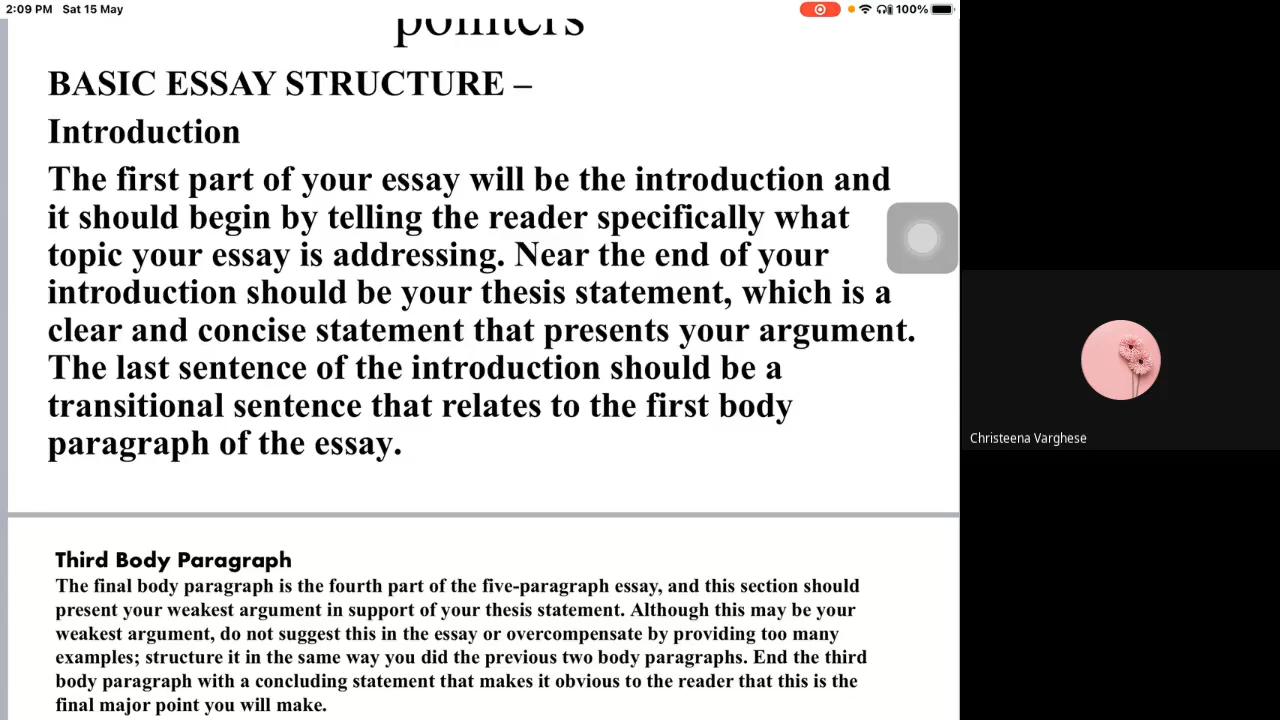 2:09 PM Sat 15 May
100%
pointers
BASIC ESSAY STRUCTURE –
Introduction
The first part of your essay will be the introduction and
it should begin by telling the reader specifically what
topic your essay is addressing. Near the end of your
introduction should be your thesis statement, which is a
clear and concise statement that presents your argument.
The last sentence of the introduction should be a
transitional sentence that relates to the first body
paragraph of the essay.
Christeena Varghese
Third Body Paragraph
The final body paragraph is the fourth part of the five-paragraph essay, and this section should
present your weakest argument in support of your thesis statement. Although this may be your
weakest argument, do not suggest this in the essay or overcompensate by providing too many
examples; structure it in the same way you did the previous two body paragraphs. End the third
body paragraph with a concluding statement that makes it obvious to the reader that this is the
final major point you will make.